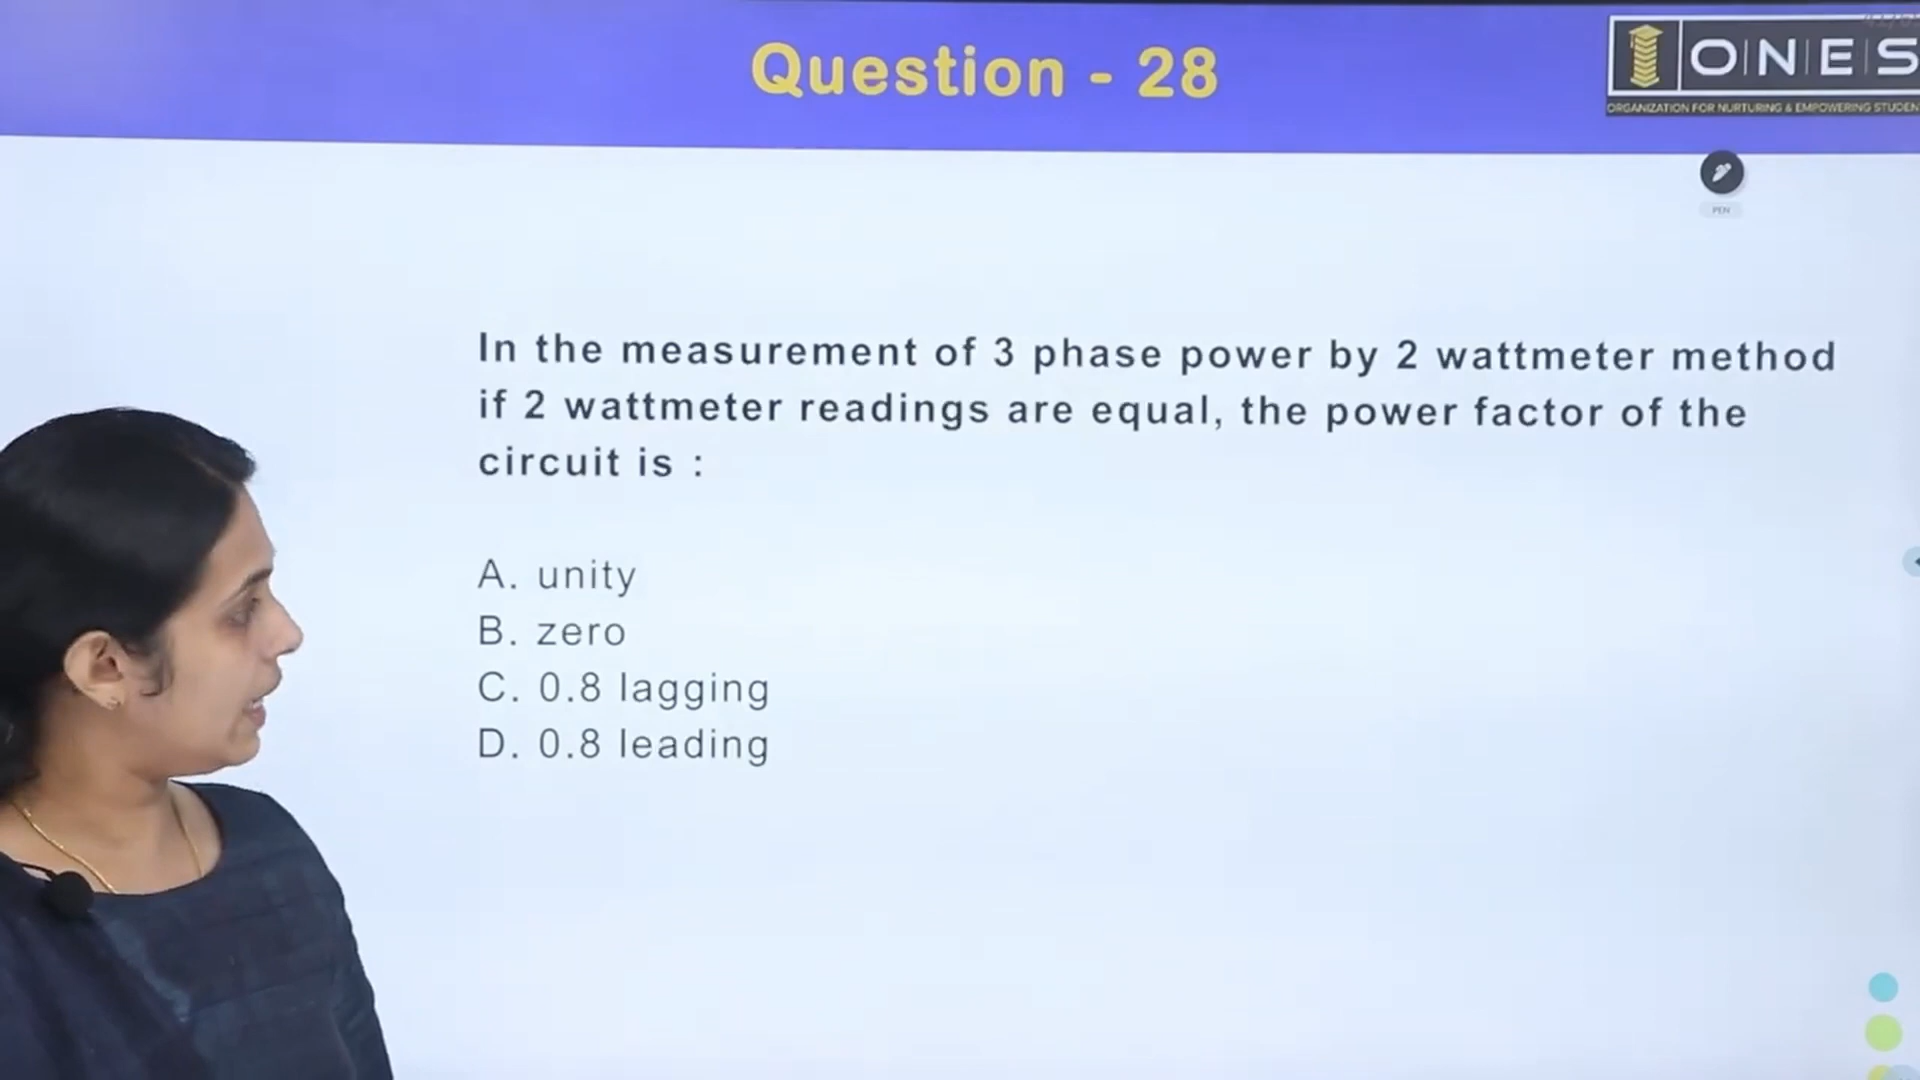 Question - 28
ONES
ORGANIZATION FOR NURTURING & EMPOWERING STUDEN
PEN
In the measurement of 3 phase power by 2 wattmeter method
if 2 wattmeter readings are equal, the power factor of the
circuit is :
A. unity
B. zero
C. 0.8 lagging
D. 0.8 leading